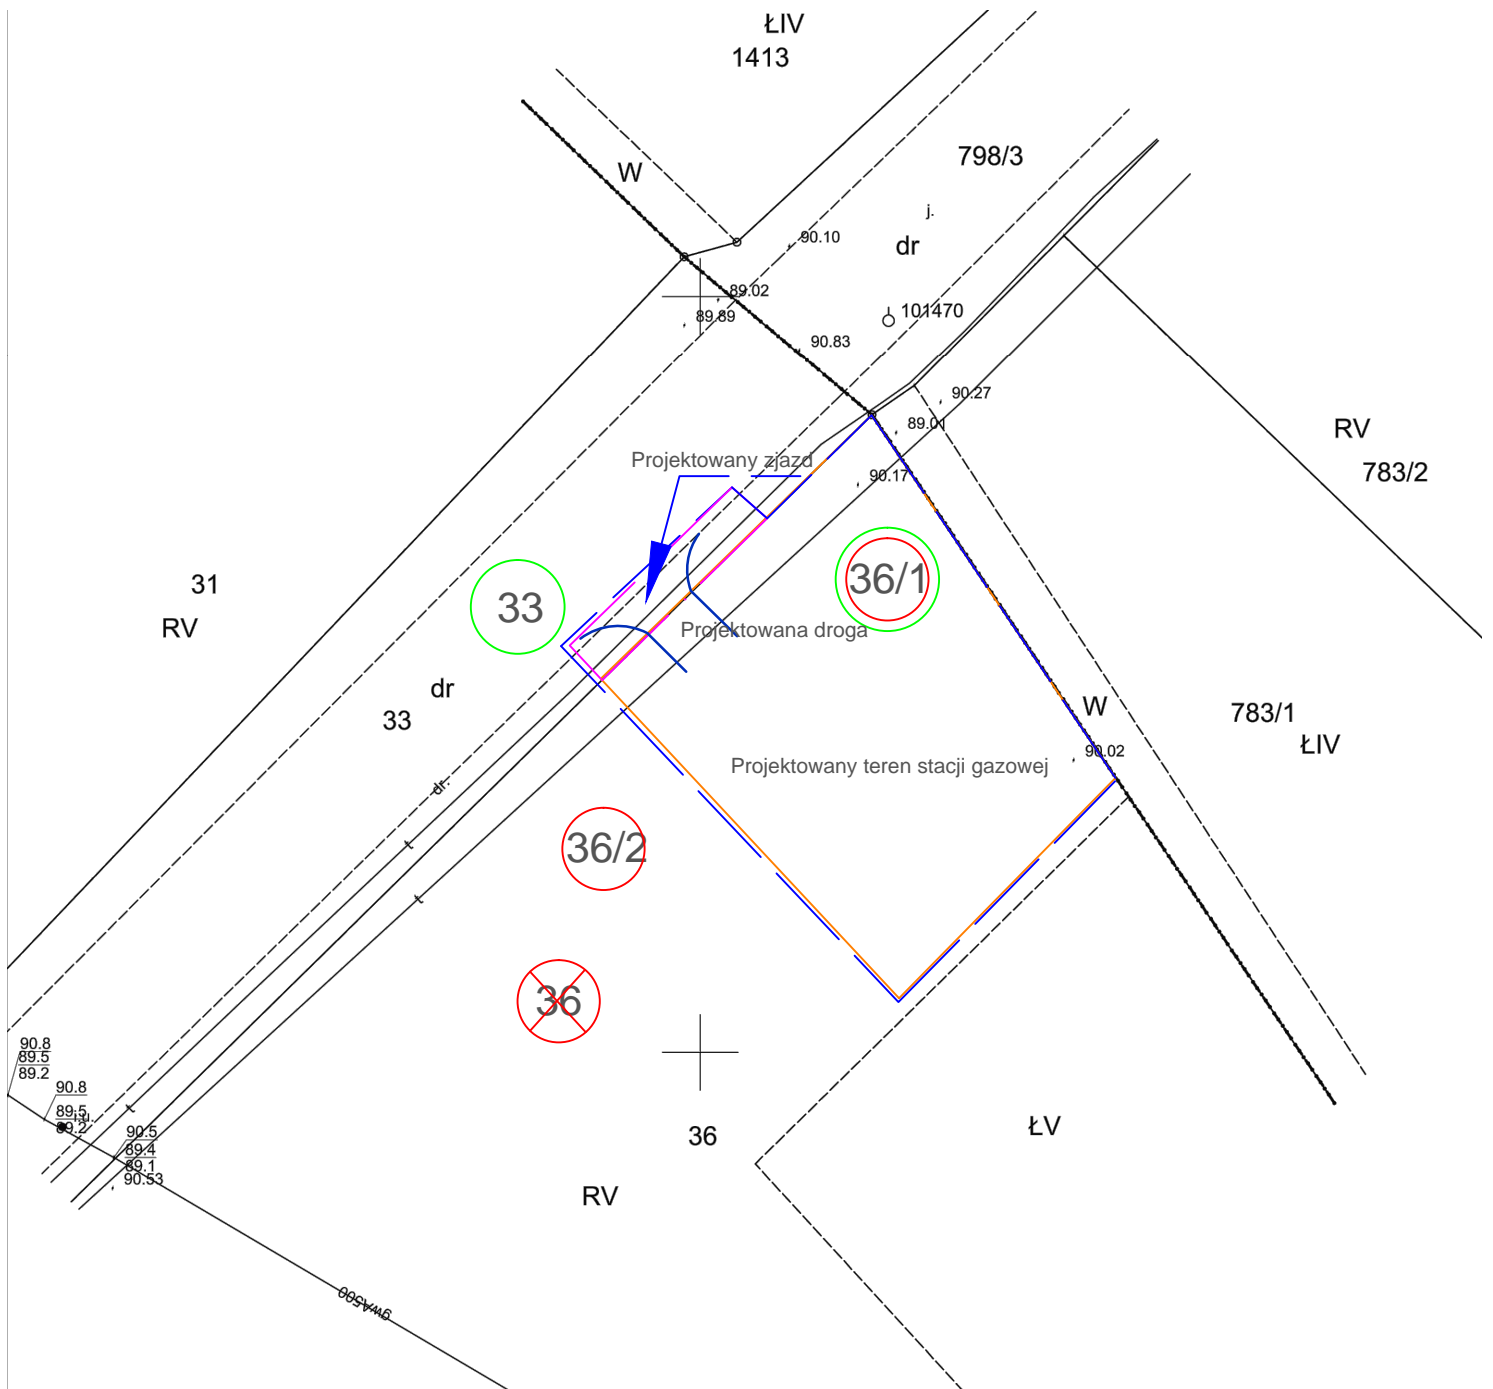 ŁIV
1413
798/3
W
j.
90.10
dr
89.02
101470
89.89
90.83
90.27
89.01
RV
783/2
Projektowany zjazd
90.17
36/1
31
33
RV
Projektowana droga
dr
33
W
783/1
ŁIV
90.02
Projektowany teren stacji gazowej
dr.
t
36/2
t
36
90.8
89.5
89.2
90.8
89.5
89.2
j.u.
t
90.5
89.4
89.1
90.53
36
ŁV
RV
gwA500